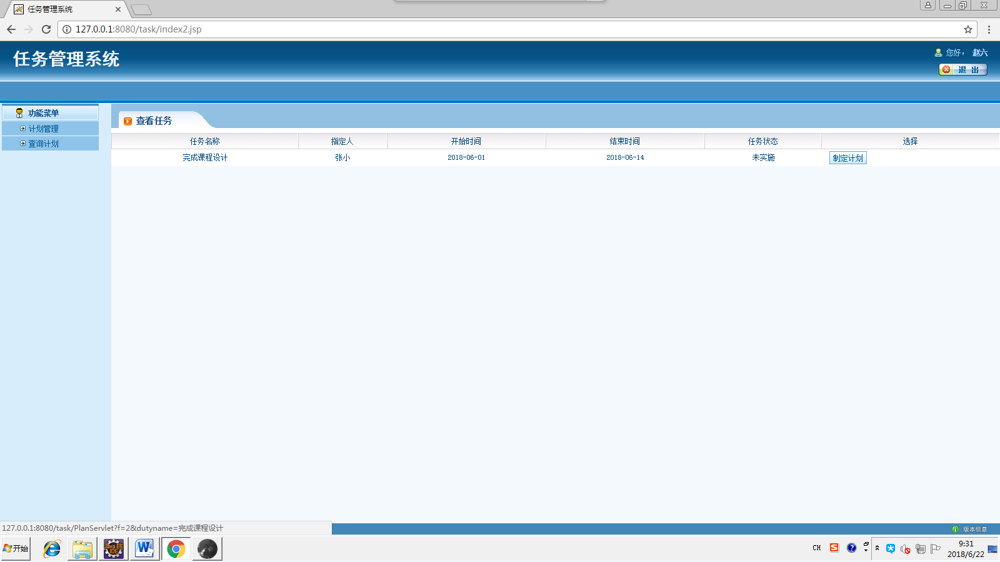 任务管理系统
127.0.0.1:8080/task/index2.jsp
任务管理系统
您好， 赵六
退 出
功能菜单
计划管理
查询计划
查看任务
任务名称 指定人 开始时间 结束时间 任务状态 选择
完成课程设计 张小 2018-06-01 2018-06-14 未实施 制定计划
127.0.0.1:8080/task/PlanServlet?f=2&dutyname=完成课程设计
版本信息
开始
Java EE
IDE
W
CH
S
?
9:31
2018/6/22